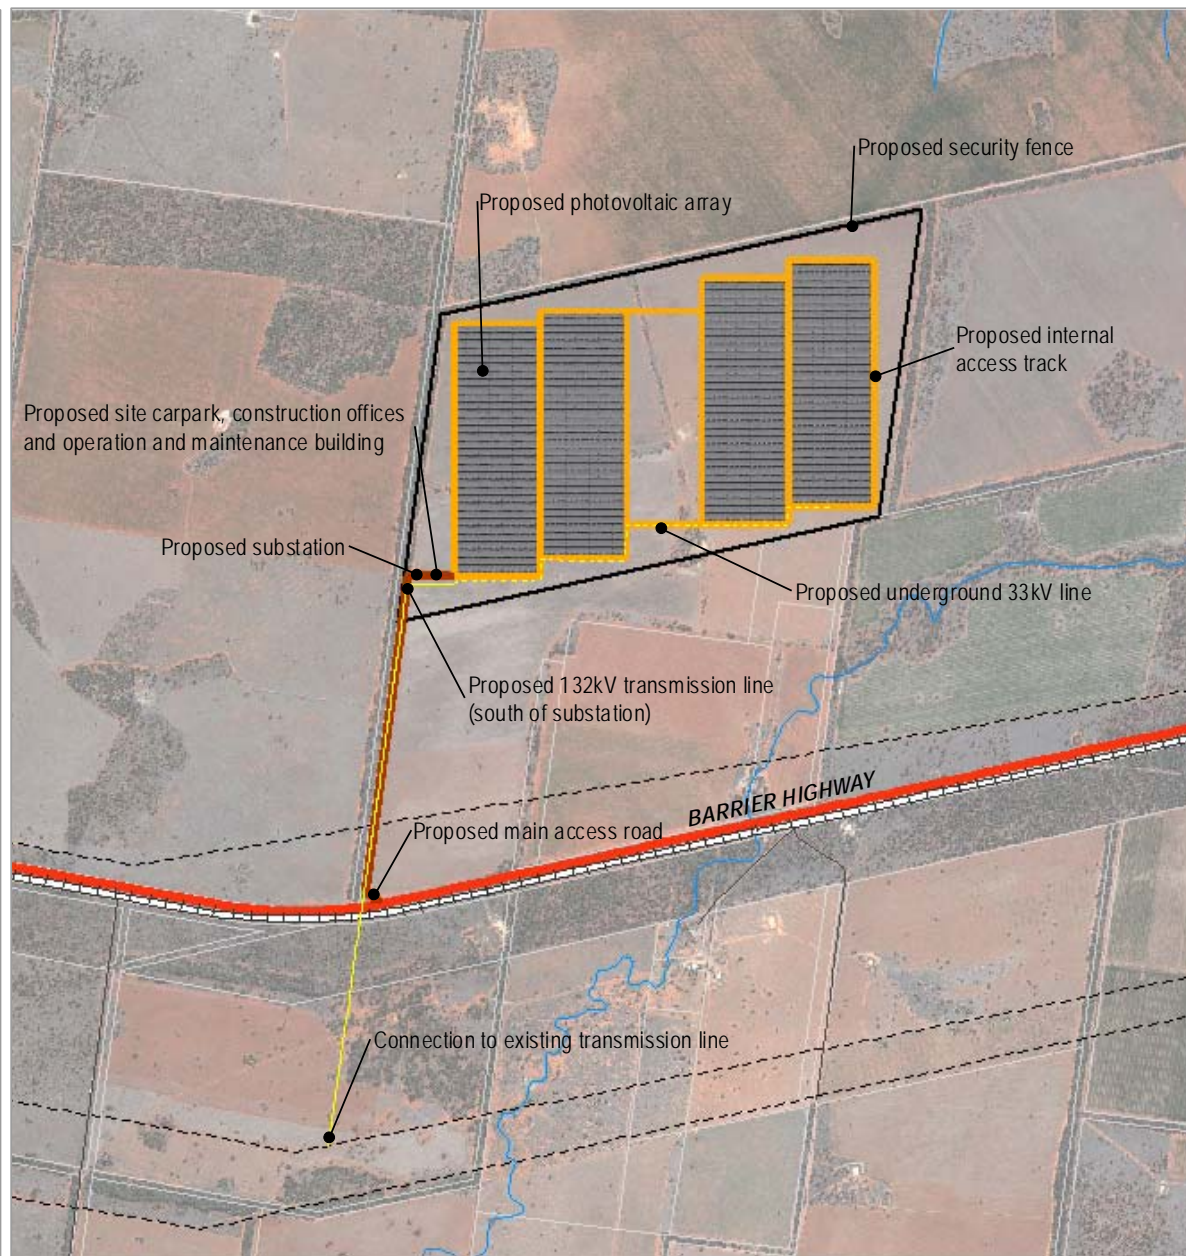 Proposed security fence
Proposed photovoltaic array
Proposed internal
access track
Proposed site carpark, construction offices
and operation and maintenance building
Proposed substation
Proposed underground 33kV line
Proposed 132kV transmission line
(south of substation)
BARRIER HIGHWAY
Proposed main access road
Connection to existing transmission line